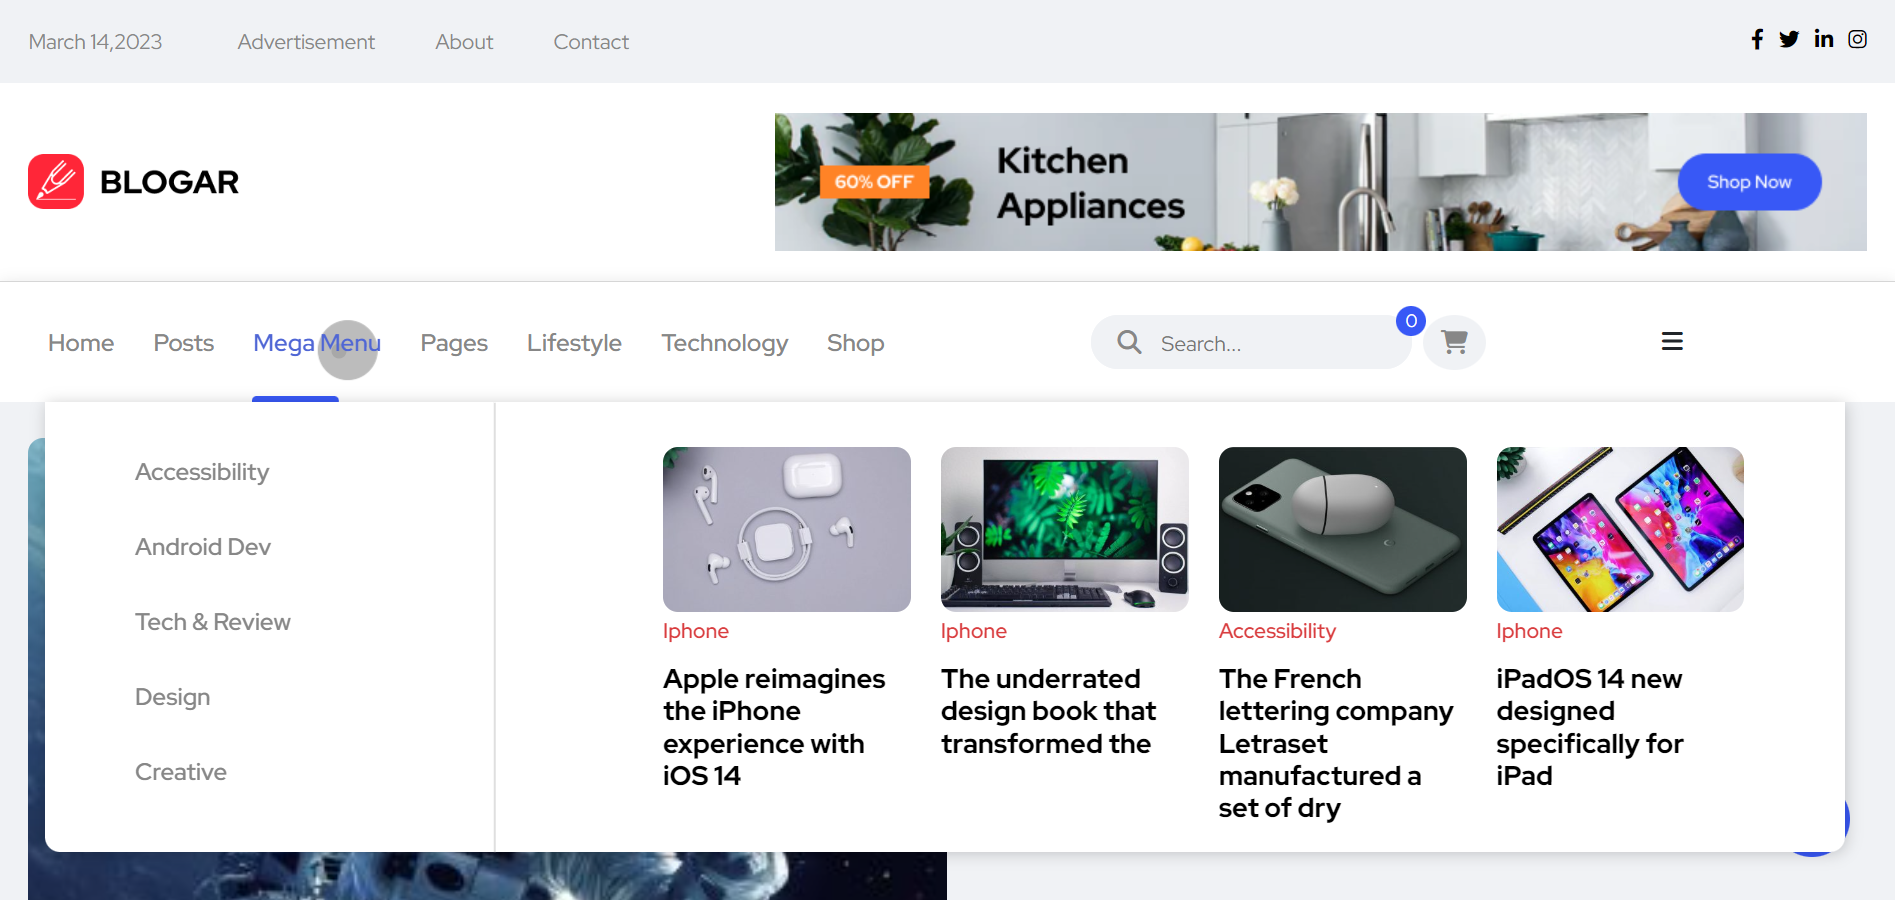 March 14,2023
Advertisement
About
Contact
BLOGAR
60% OFF
Kitchen
Appliances
Shop Now
Home
Posts
Mega Menu
Pages
Lifestyle
Technology
Shop
Search...
0
Accessibility
Android Dev
Tech & Review
Design
Creative
Iphone
Apple reimagines
the iPhone
experience with
iOS 14
Iphone
The underrated
design book that
transformed the
Accessibility
The French
lettering company
Letraset
manufactured a
set of dry
Iphone
iPadOS 14 new
designed
specifically for
iPad